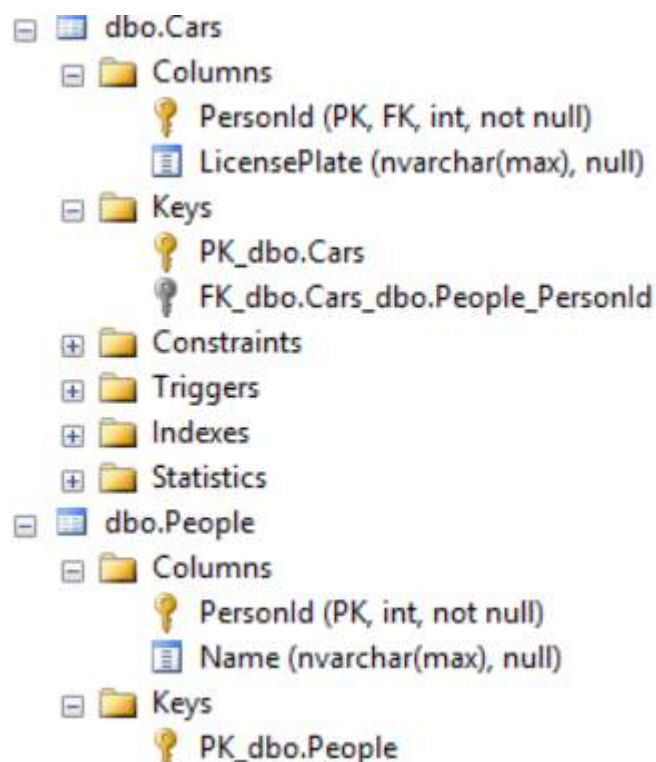 dbo.Cars
Columns
PersonId (PK, FK, int, not null)
LicensePlate (nvarchar(max), null)
Keys
PK_dbo.Cars
FK_dbo.Cars_dbo.People_PersonId
Constraints
Triggers
Indexes
Statistics
dbo.People
Columns
PersonId (PK, int, not null)
Name (nvarchar(max), null)
Keys
PK_dbo.People